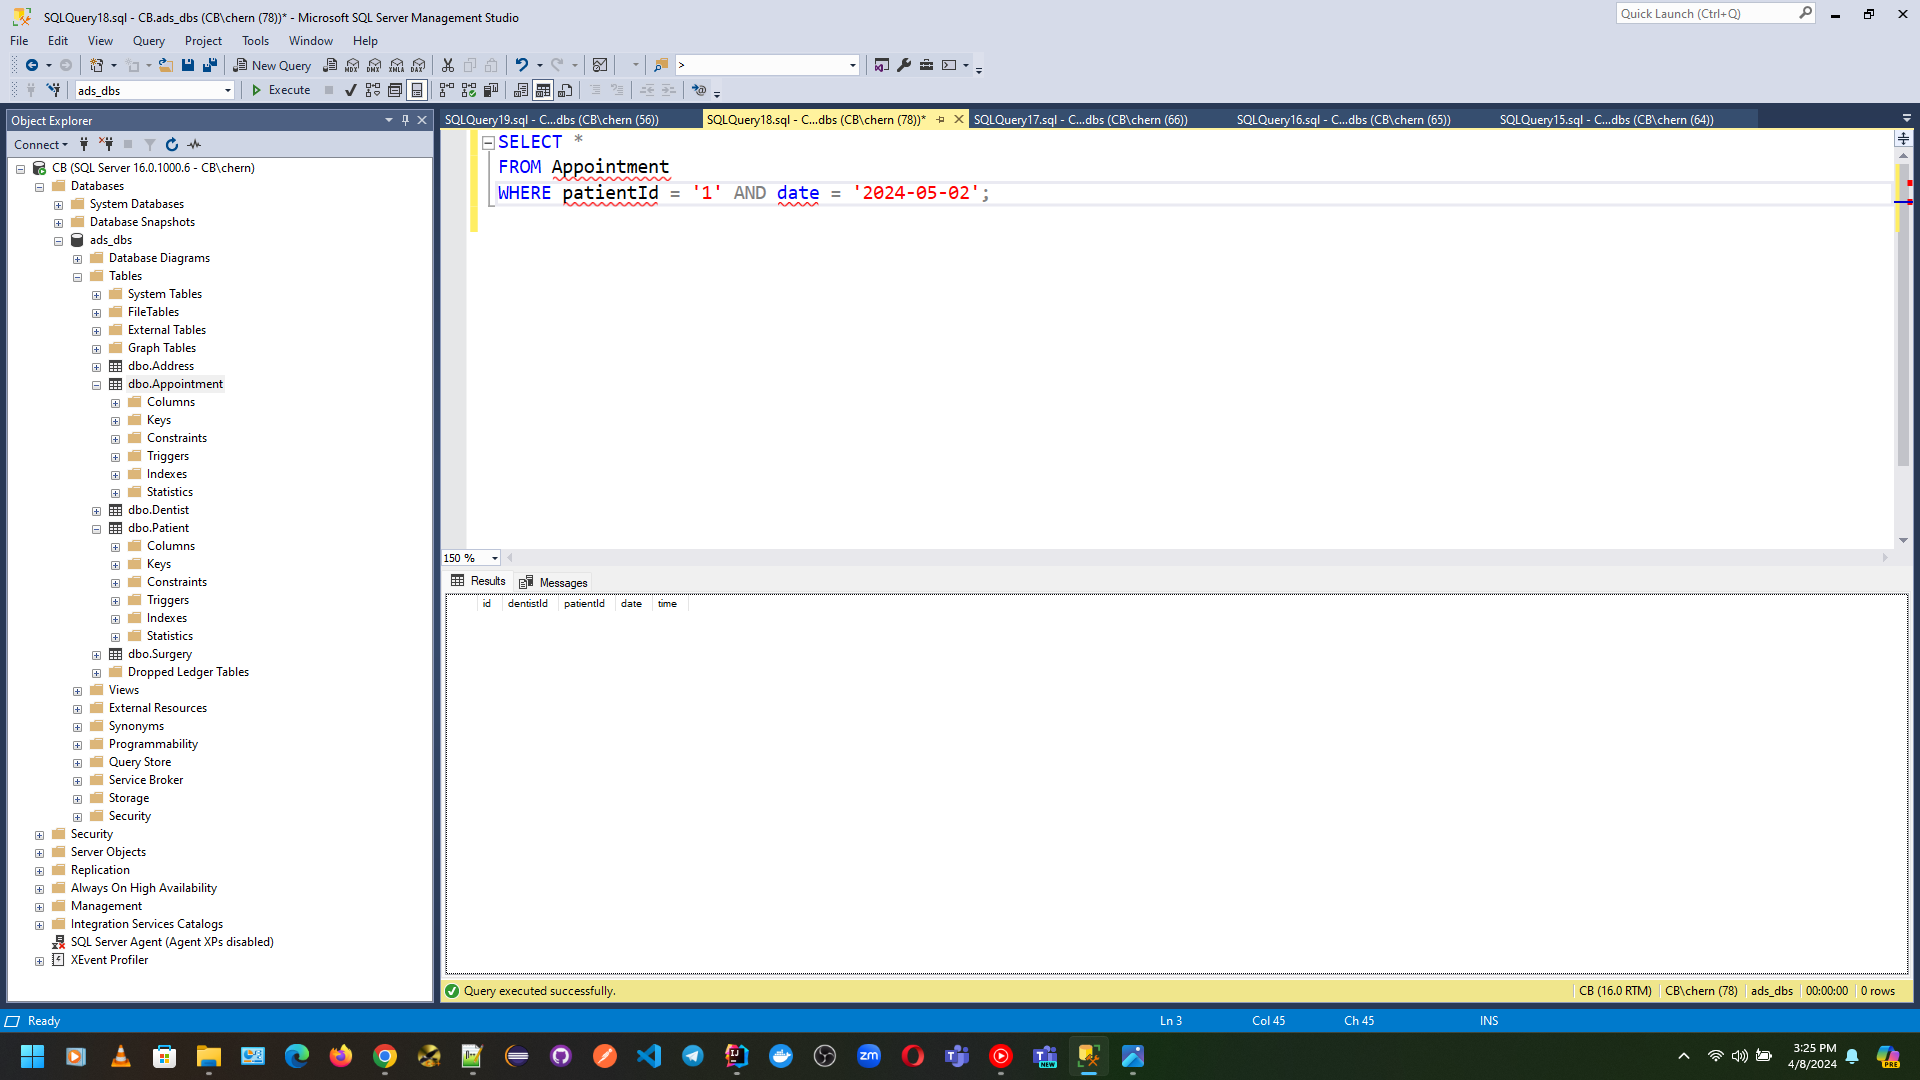 SQLQuery18.sql - CB.ads_dbs (CB\chern (78))* - Microsoft SQL Server Management Studio
Quick Launch (Ctrl+Q)
File Edit View Query Project Tools Window Help
New Query
MDX DMX XMLA DAX
>
ads_dbs
Execute
Object Explorer
Connect
CB (SQL Server 16.0.1000.6 - CB\chern)
Databases
System Databases
Database Snapshots
ads_dbs
Database Diagrams
Tables
System Tables
FileTables
External Tables
Graph Tables
dbo.Address
dbo.Appointment
Columns
Keys
Constraints
Triggers
Indexes
Statistics
dbo.Dentist
dbo.Patient
Columns
Keys
Constraints
Triggers
Indexes
Statistics
dbo.Surgery
Dropped Ledger Tables
Views
External Resources
Synonyms
Programmability
Query Store
Service Broker
Storage
Security
Security
Server Objects
Replication
Always On High Availability
Management
Integration Services Catalogs
SQL Server Agent (Agent XPs disabled)
XEvent Profiler
SQLQuery19.sql - C...dbs (CB\chern (56)) SQLQuery18.sql - C...dbs (CB\chern (78))* SQLQuery17.sql - C...dbs (CB\chern (66)) SQLQuery16.sql - C...dbs (CB\chern (65)) SQLQuery15.sql - C...dbs (CB\chern (64))
SELECT *
FROM Appointment
WHERE patientId = '1' AND date = '2024-05-02';
150 %
Results Messages
id dentistId patientId date time
Query executed successfully.
CB (16.0 RTM) CB\chern (78) ads_dbs 00:00:00 0 rows
Ready
Ln 3 Col 45 Ch 45 INS
zm
NEW
3:25 PM
4/8/2024
PRE